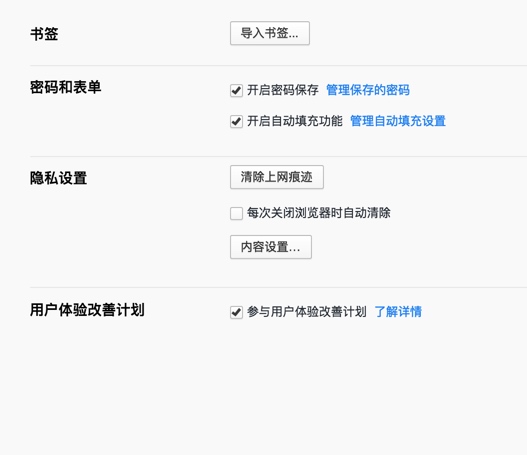 书签
导入书签...
密码和表单
开启密码保存 管理保存的密码
开启自动填充功能 管理自动填充设置
隐私设置
清除上网痕迹
每次关闭浏览器时自动清除
内容设置...
用户体验改善计划
参与用户体验改善计划 了解详情